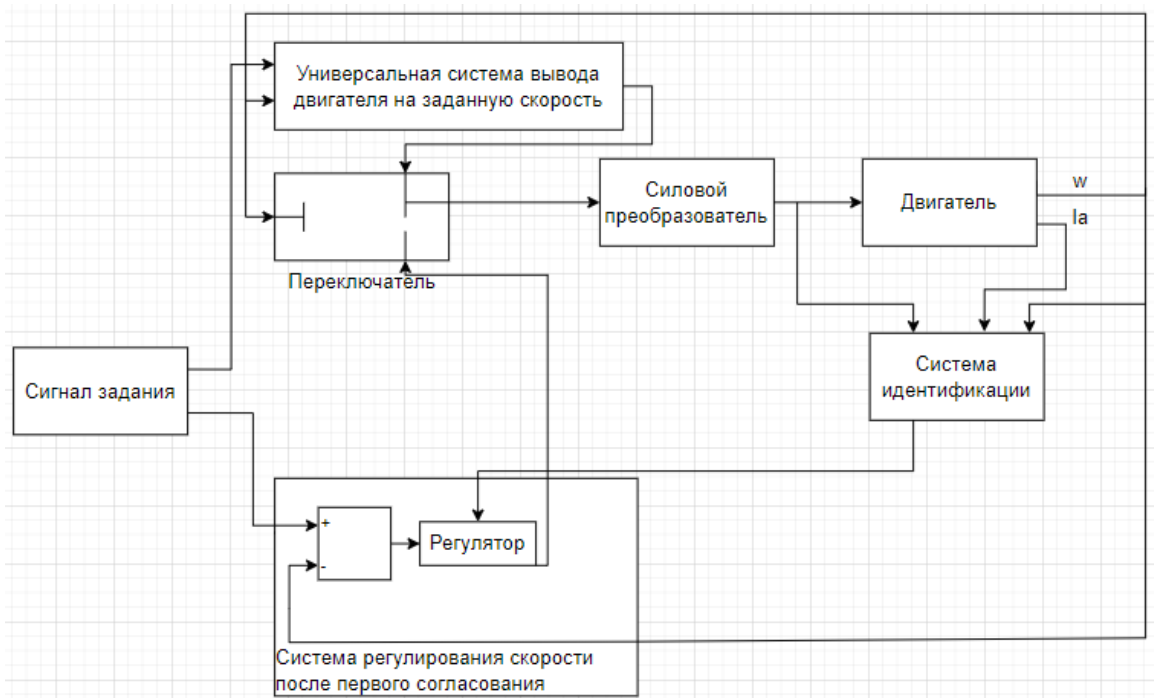 Универсальная система вывода
двигателя на заданную скорость
Силовой
преобразователь
Двигатель
w
Ia
Переключатель
Система
идентификации
Сигнал задания
+
-
Регулятор
Система регулирования скорости
после первого согласования